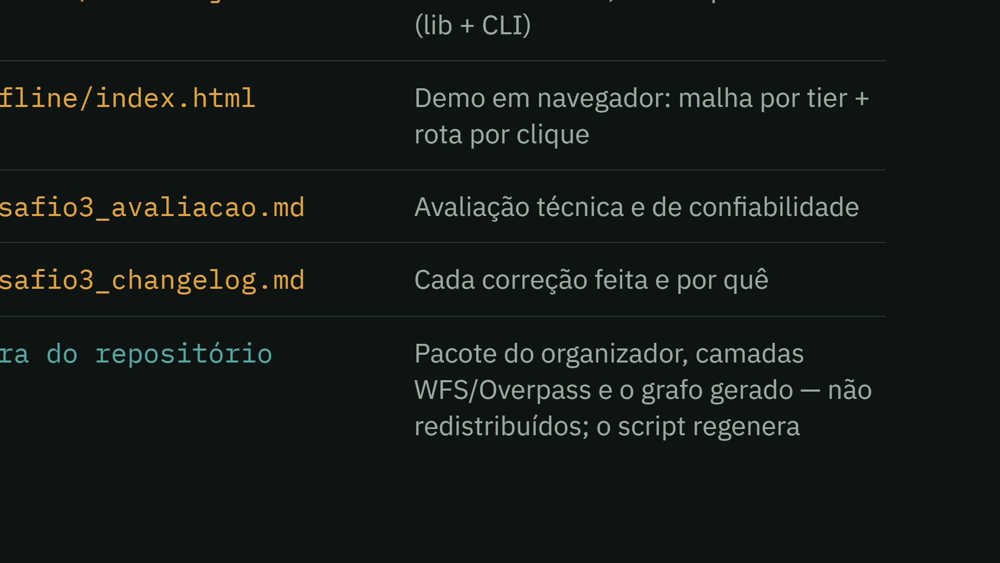 (lib + CLI)
fline/index.html
Demo em navegador: malha por tier +
rota por clique
safio3_avaliacao.md
Avaliação técnica e de confiabilidade
safio3_changelog.md
Cada correção feita e por quê
ra do repositório
Pacote do organizador, camadas
WFS/Overpass e o grafo gerado — não
redistribuídos; o script regenera